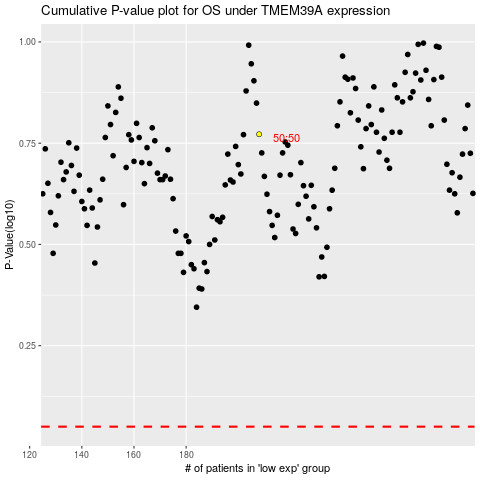 Cumulative P-value plot for OS under TMEM39A expression
1.00
50:50
0.75
0.50
0.25
P-Value(log10)
120 140 160 180
# of patients in 'low exp' group